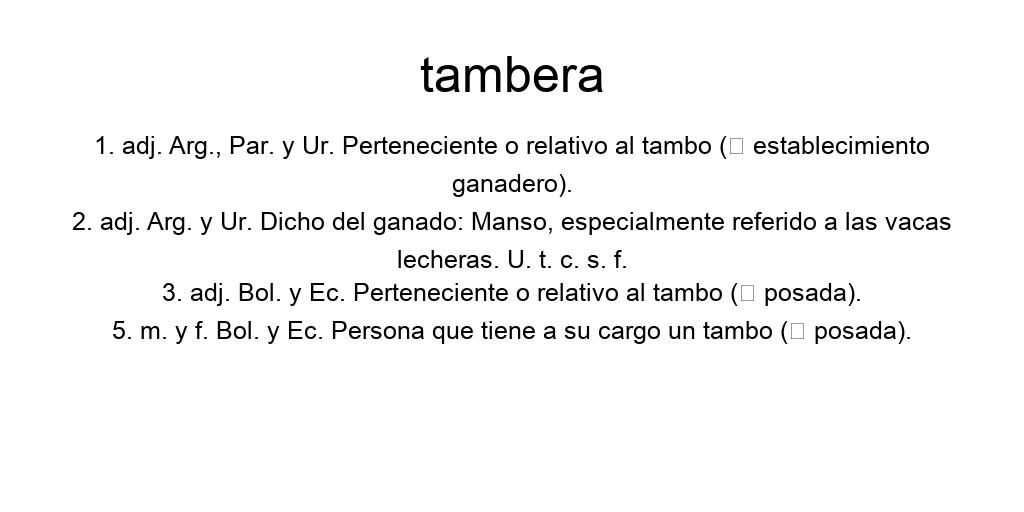 tambera
1. adj. Arg., Par. y Ur. Perteneciente o relativo al tambo (▯ establecimiento
ganadero).
2. adj. Arg. y Ur. Dicho del ganado: Manso, especialmente referido a las vacas
lecheras. U. t. c. s. f.
3. adj. Bol. y Ec. Perteneciente o relativo al tambo (▯ posada).
5. m. y f. Bol. y Ec. Persona que tiene a su cargo un tambo (▯ posada).